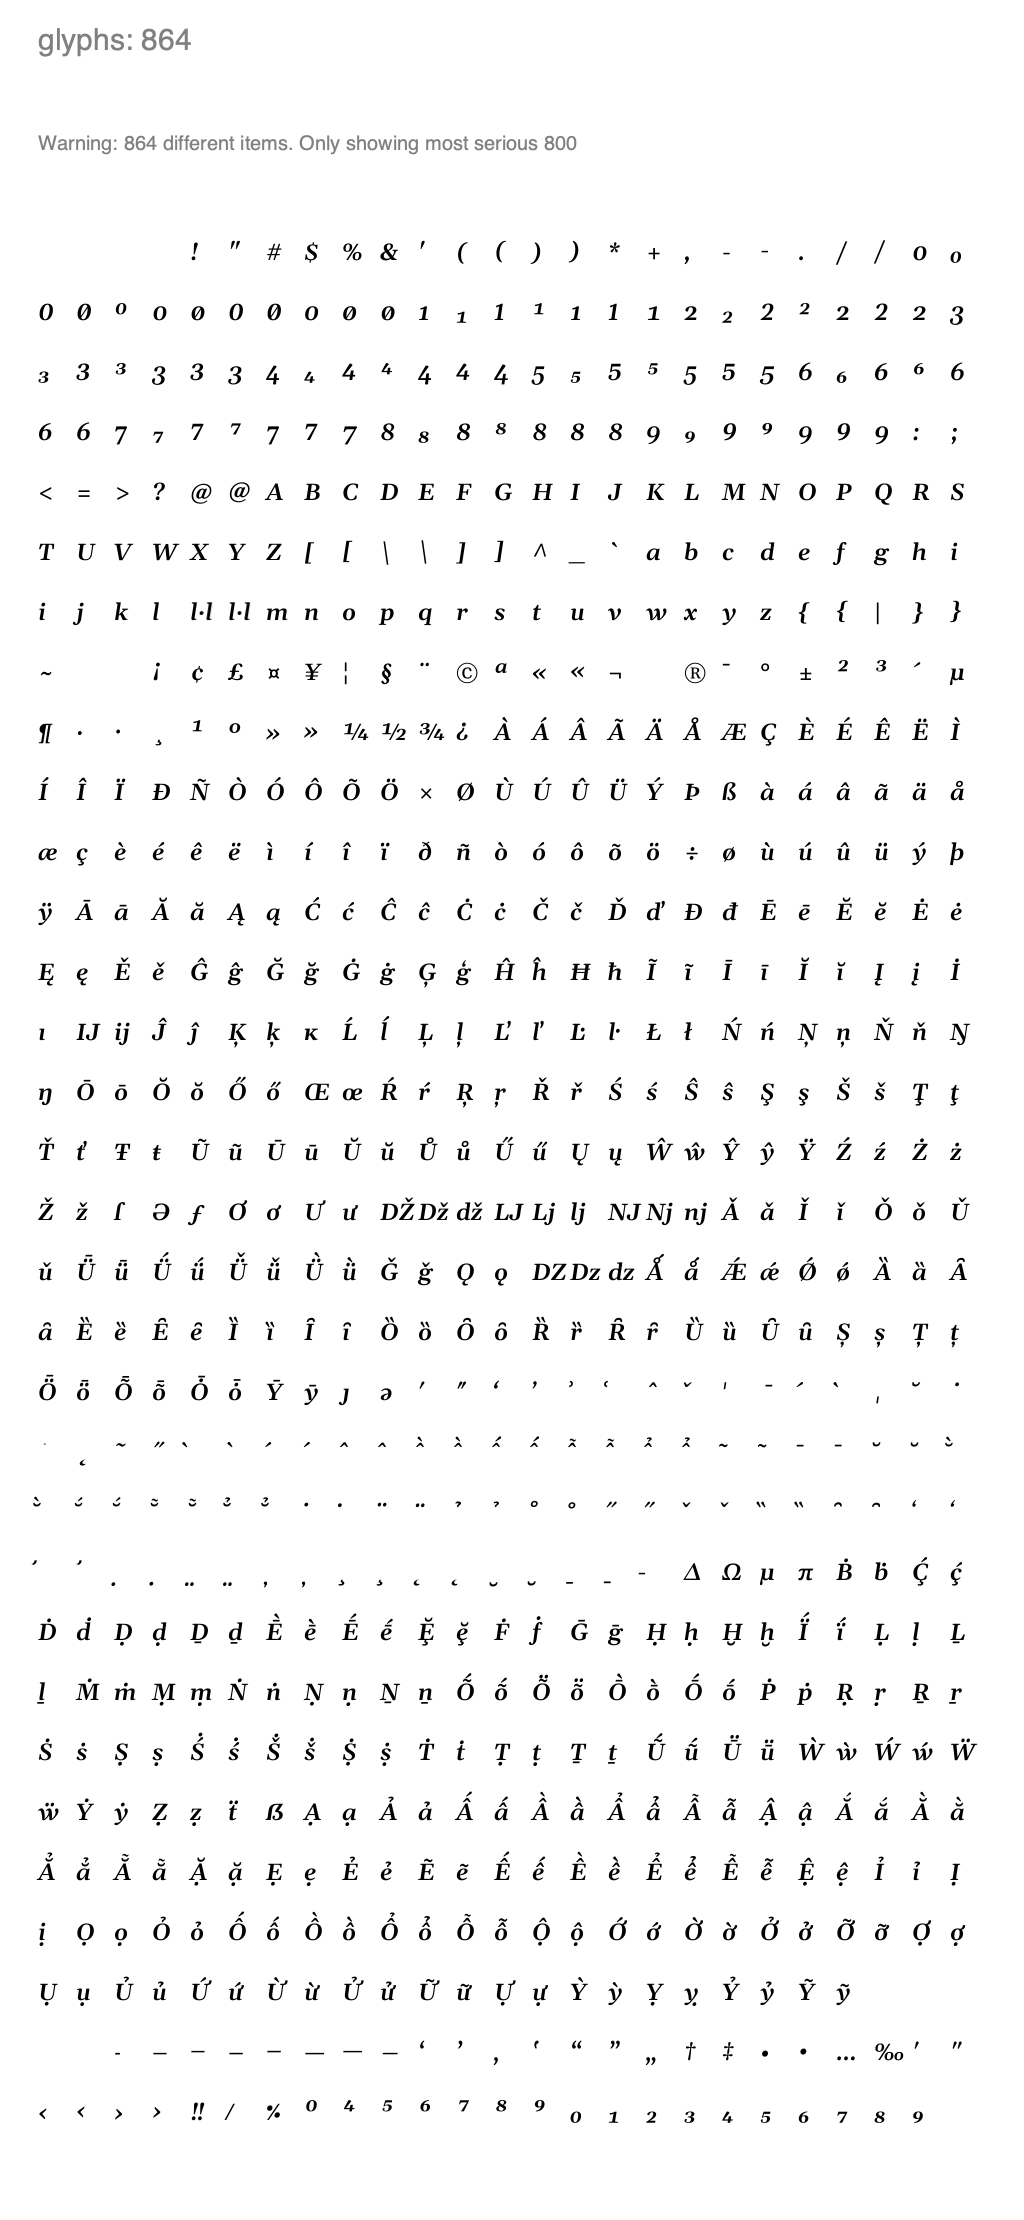 glyphs: 864
Warning: 864 different items. Only showing most serious 800
! " # $ % & ' ( ( ) ) * + , - - . / / 0 ₀
0 0 ⁰ 0 0 0 0 0 0 0 1 ₁ 1 ¹ 1 1 1 2 ₂ 2 ² 2 2 2 3
₃ 3 ³ 3 3 3 4 ₄ 4 ⁴ 4 4 4 5 ₅ 5 ⁵ 5 5 5 6 ₆ 6 ⁶ 6
6 6 7 ₇ 7 ⁷ 7 7 7 8 ₈ 8 ⁸ 8 8 8 9 ₉ 9 ⁹ 9 9 9 : ;
< = > ? @ @ A B C D E F G H I J K L M N O P Q R S
T U V W X Y Z [ [ \ \ ] ] ^ _ ` a b c d e f g h i
i j k l l·l l·l m n o p q r s t u v w x y z { { | } }
~ ¡ ¢ £ ¤ ¥ ¦ § ¨ © ª « « ¬ ® ¯ ° ± ² ³ ´ µ
¶ · · ¸ ¹ º » » ¼ ½ ¾ ¿ À Á Â Ã Ä Å Æ Ç È É Ê Ë Ì
Í Î Ï Ð Ñ Ò Ó Ô Õ Ö × Ø Ù Ú Û Ü Ý Þ ß à á â ã ä å
æ ç è é ê ë ì í î ï ð ñ ò ó ô õ ö ÷ ø ù ú û ü ý þ
ÿ Ā ā Ă ă Ą ą Ć ć Ĉ ĉ Ċ ċ Č č Ď ď Đ đ Ē ē Ĕ ĕ Ė ė
Ę ę Ě ě Ĝ ĝ Ğ ğ Ġ ġ Ģ ģ Ĥ ĥ Ħ ħ Ĩ ĩ Ī ī Ĭ ĭ Į į İ
ı IJ ij Ĵ ĵ Ķ ķ ĸ Ĺ ĺ Ļ ļ Ľ ľ Ŀ ŀ Ł ł Ń ń Ņ ņ Ň ň Ŋ
ŋ Ō ō Ŏ ŏ Ő ő Œ œ Ŕ ŕ Ŗ ŗ Ř ř Ś ś Ŝ ŝ Ş ş Š š Ţ ţ
Ť ť Ŧ ŧ Ũ ũ Ū ū Ŭ ŭ Ů ů Ű ű Ų ų Ŵ ŵ Ŷ ŷ Ÿ Ź ź Ż ż
Ž ž ſ Ə ƒ Ơ ơ Ư ư DŽ Dž dž LJ Lj lj NJ Nj nj Ǎ ǎ Ǐ ǐ Ǒ ǒ Ǔ
ǔ Ǖ ǖ Ǘ ǘ Ǚ ǚ Ǜ ǜ Ǧ ǧ Ǫ ǫ DZ Dz dz Ǻ ǻ Ǽ ǽ Ǿ ǿ Ȁ ȁ Ȃ
ȃ Ȅ ȅ Ȇ ȇ Ȉ ȉ Ȋ ȋ Ȍ ȍ Ȏ ȏ Ȑ ȑ Ȓ ȓ Ȕ ȕ Ȗ ȗ Ș ș Ț ț
Ȫ ȫ Ȭ ȭ Ȱ ȱ Ȳ ȳ ȷ ə ʹ ʺ ʻ ʼ ʾ ʿ ˆ ˇ ˈ ˉ ˊ ˋ ˌ ˘ ˙
- Δ Ω µ π Ḃ ḃ Ḉ ḉ
Ḋ ḋ Ḍ ḍ Ḏ ḏ Ḕ ḕ Ḗ ḗ Ḝ ḝ Ḟ ḟ Ḡ ḡ Ḥ ḥ Ḫ ḫ Ḯ ḯ Ḷ ḷ Ḻ
ḻ Ṁ ṁ Ṃ ṃ Ṅ ṅ Ṇ ṇ Ṉ ṉ Ṍ ṍ Ṏ ṏ Ṑ ṑ Ṓ ṓ Ṗ ṗ Ṛ ṛ Ṟ ṟ
Ṡ ṡ Ṣ ṣ Ṥ ṥ Ṧ ṧ Ṩ ṩ Ṫ ṫ Ṭ ṭ Ṯ ṯ Ṹ ṹ Ṻ ṻ Ẁ ẁ Ẃ ẃ Ẅ
ẅ Ẏ ẏ Ẓ ẓ ẗ ẞ Ạ ạ Ả ả Ấ ấ Ầ ầ Ẩ ẩ Ẫ ẫ Ậ ậ Ắ ắ Ằ ằ
Ẳ ẳ Ẵ ẵ Ặ ặ Ẹ ẹ Ẻ ẻ Ẽ ẽ Ế ế Ề ề Ể ể Ễ ễ Ệ ệ Ỉ ỉ Ị
ị Ọ ọ Ỏ ỏ Ố ố Ồ ồ Ổ ổ Ỗ ỗ Ộ ộ Ớ ớ Ờ ờ Ở ở Ỡ ỡ Ợ ợ
Ụ ụ Ủ ủ Ứ ứ Ừ ừ Ử ử Ữ ữ Ự ự Ỳ ỳ Ỵ ỵ Ỷ ỷ Ỹ ỹ
‐ – – – – — — — ‘ ’ ‚ ‛ “ ” „ † ‡ • • … ‰ ′ ″
‹ ‹ › › ‼ ⁄ ⁒ ⁰ ⁴ ⁵ ⁶ ⁷ ⁸ ⁹ ₀ ₁ ₂ ₃ ₄ ₅ ₆ ₇ ₈ ₉